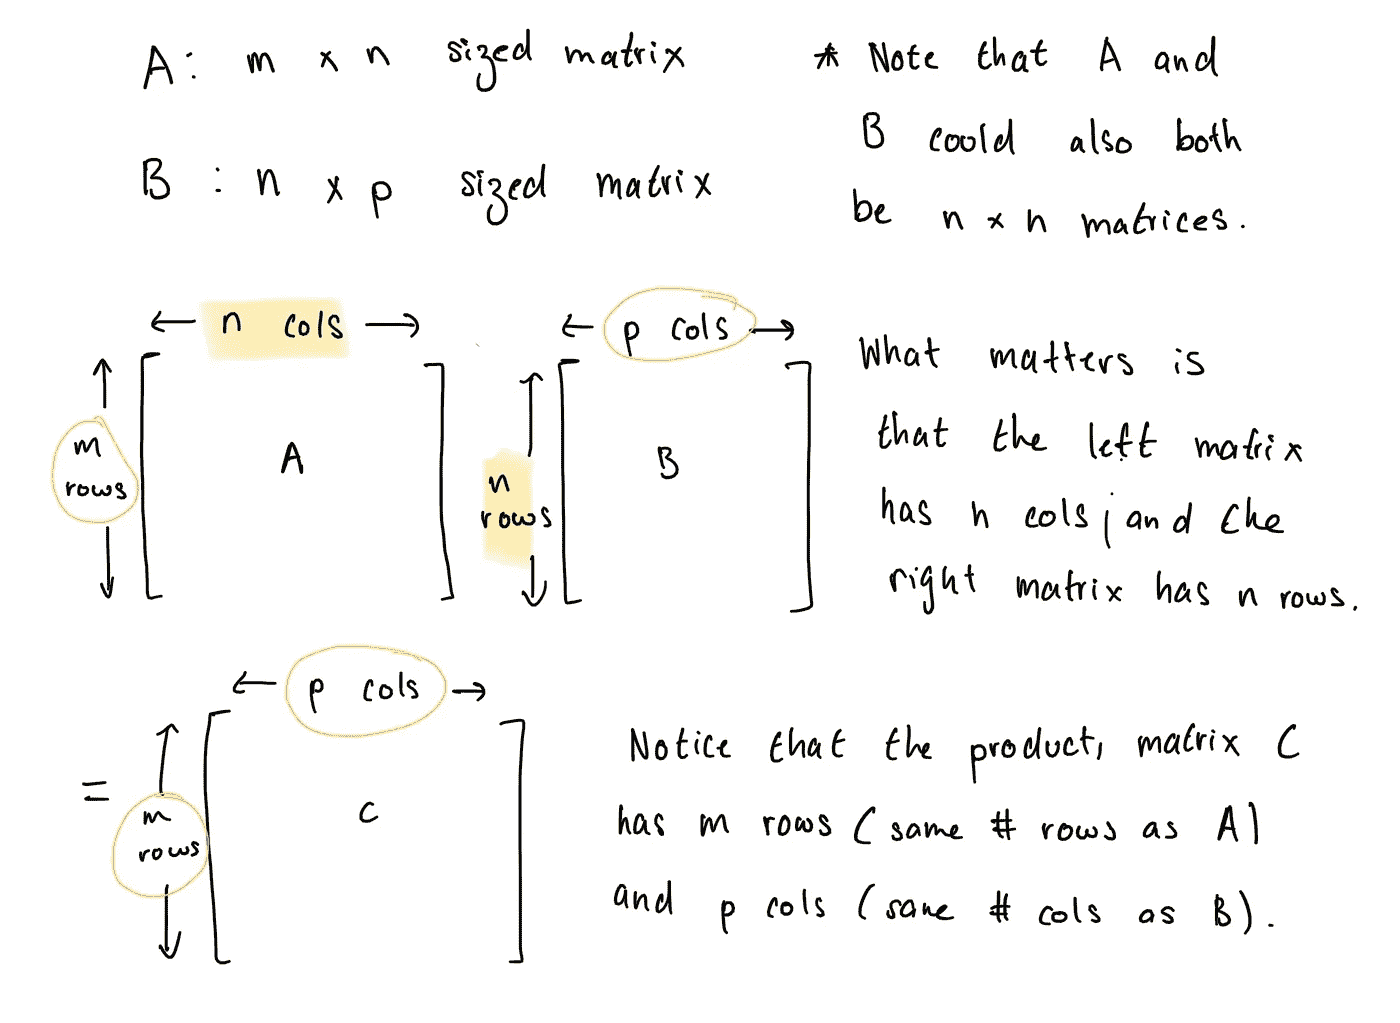 A: m x n sized matrix
B : n x p sized matrix
* Note that A and
B coold also both
be n x n matrices.
← n cols →
← p cols →
m
rows
[ A ]
n
rows
[ B ]
What matters is
that the left matrix
has n cols, and the
right matrix has n rows.
← p cols →
=
m
rows
[ C ]
Notice that the product, matrix C
has m rows (same # rows as A)
and p cols (same # cols as B).